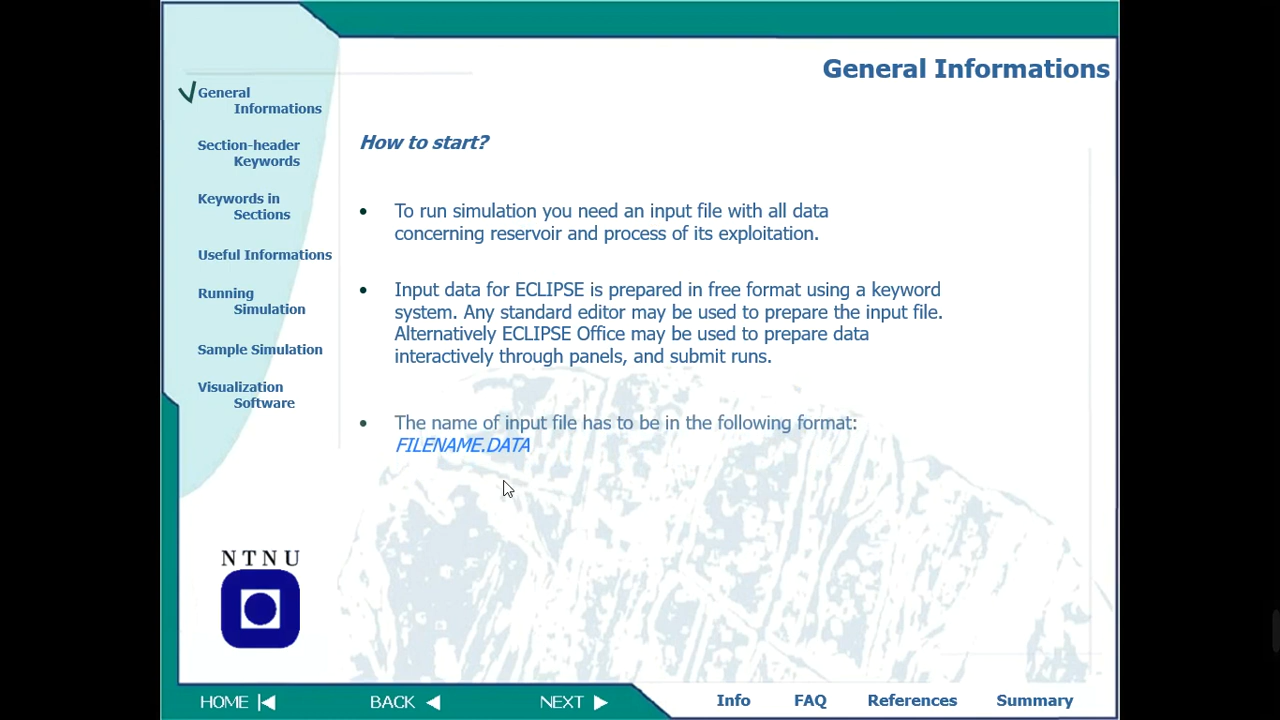 General Informations
General
Informations
Section-header
Keywords
Keywords in
Sections
Useful Informations
Running
Simulation
Sample Simulation
Visualization
Software
How to start?
• To run simulation you need an input file with all data
concerning reservoir and process of its exploitation.
• Input data for ECLIPSE is prepared in free format using a keyword
system. Any standard editor may be used to prepare the input file.
Alternatively ECLIPSE Office may be used to prepare data
interactively through panels, and submit runs.
• The name of input file has to be in the following format:
FILENAME.DATA
NTNU
HOME BACK NEXT Info FAQ References Summary